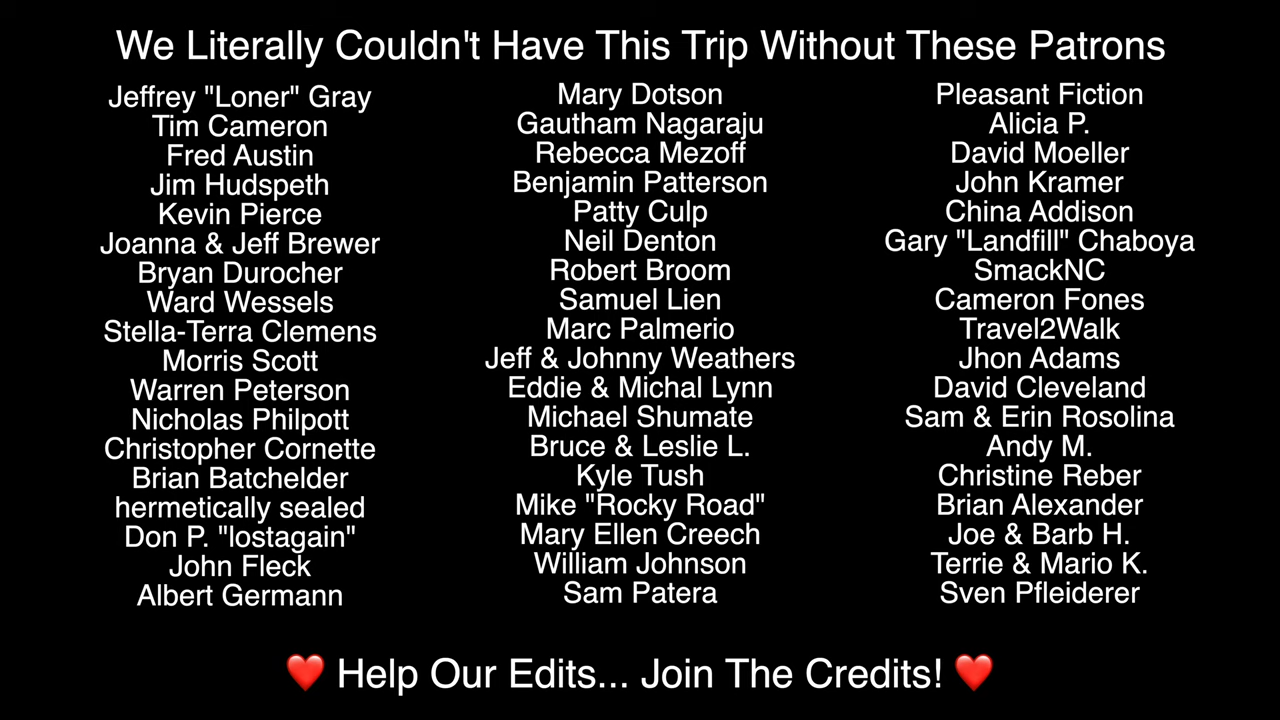 We Literally Couldn't Have This Trip Without These Patrons
Jeffrey "Loner" Gray
Tim Cameron
Fred Austin
Jim Hudspeth
Kevin Pierce
Joanna & Jeff Brewer
Bryan Durocher
Ward Wessels
Stella-Terra Clemens
Morris Scott
Warren Peterson
Nicholas Philpott
Christopher Cornette
Brian Batchelder
hermetically sealed
Don P. "lostagain"
John Fleck
Albert Germann
Mary Dotson
Gautham Nagaraju
Rebecca Mezoff
Benjamin Patterson
Patty Culp
Neil Denton
Robert Broom
Samuel Lien
Marc Palmerio
Jeff & Johnny Weathers
Eddie & Michal Lynn
Michael Shumate
Bruce & Leslie L.
Kyle Tush
Mike "Rocky Road"
Mary Ellen Creech
William Johnson
Sam Patera
Pleasant Fiction
Alicia P.
David Moeller
John Kramer
China Addison
Gary "Landfill" Chaboya
SmackNC
Cameron Fones
Travel2Walk
Jhon Adams
David Cleveland
Sam & Erin Rosolina
Andy M.
Christine Reber
Brian Alexander
Joe & Barb H.
Terrie & Mario K.
Sven Pfleiderer
❤️ Help Our Edits... Join The Credits! ❤️